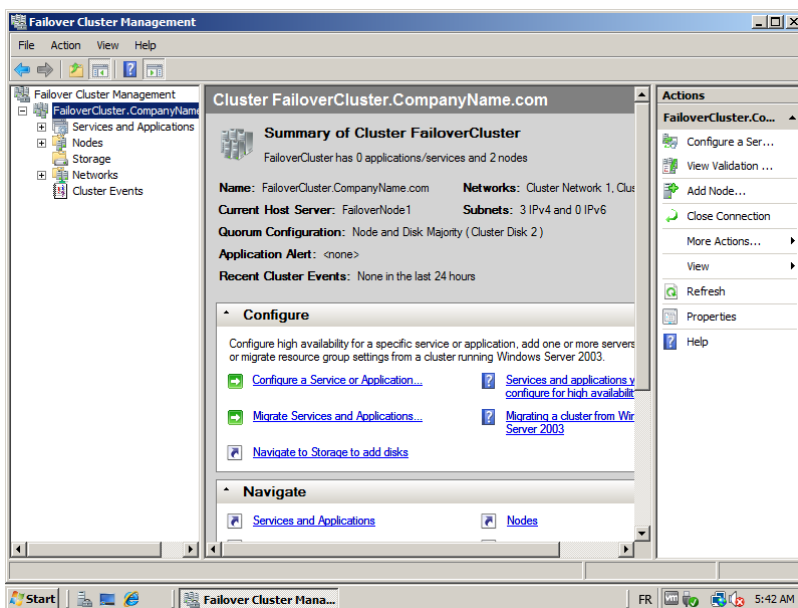 Failover Cluster Management
File Action View Help
Failover Cluster Management
FailoverCluster.CompanyName
Services and Applications
Nodes
Storage
Networks
Cluster Events
Cluster FailoverCluster.CompanyName.com
Summary of Cluster FailoverCluster
FailoverCluster has 0 applications/services and 2 nodes
Name: FailoverCluster.CompanyName.com Networks: Cluster Network 1, Clus
Current Host Server: FailoverNode1 Subnets: 3 IPv4 and 0 IPv6
Quorum Configuration: Node and Disk Majority (Cluster Disk 2)
Application Alert: <none>
Recent Cluster Events: None in the last 24 hours
Configure
Configure high availability for a specific service or application, add one or more servers
or migrate resource group settings from a cluster running Windows Server 2003.
Configure a Service or Application...
Services and applications y
configure for high availabilit
Migrate Services and Applications...
Migrating a cluster from Wir
Server 2003
Navigate to Storage to add disks
Navigate
Services and Applications
Nodes
Actions
FailoverCluster.Co...
Configure a Ser...
View Validation ...
Add Node...
Close Connection
More Actions...
View
Refresh
Properties
Help
Start
Failover Cluster Mana...
FR
5:42 AM